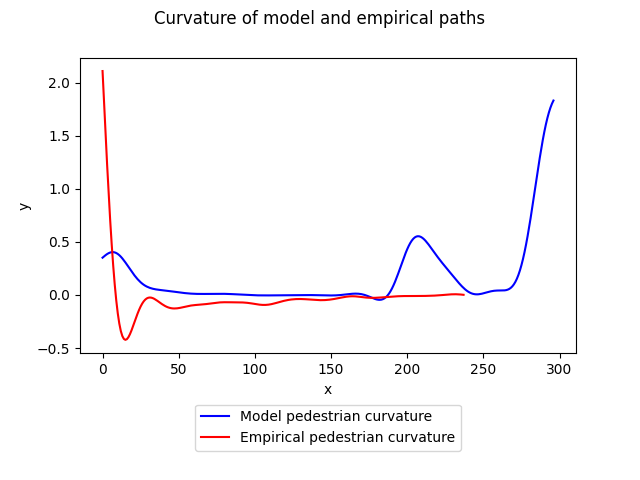 Curvature of model and empirical paths
2.0
1.5
1.0
0.5
0.0
−0.5
y
0 50 100 150 200 250 300
x
Model pedestrian curvature
Empirical pedestrian curvature